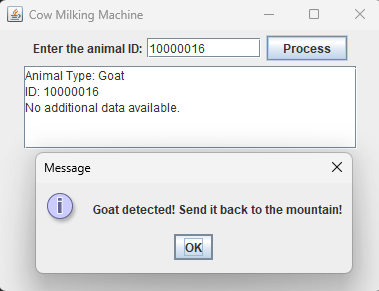 Cow Milking Machine
Enter the animal ID: 10000016 Process
Animal Type: Goat
ID: 10000016
No additional data available.
Message
Goat detected! Send it back to the mountain!
OK